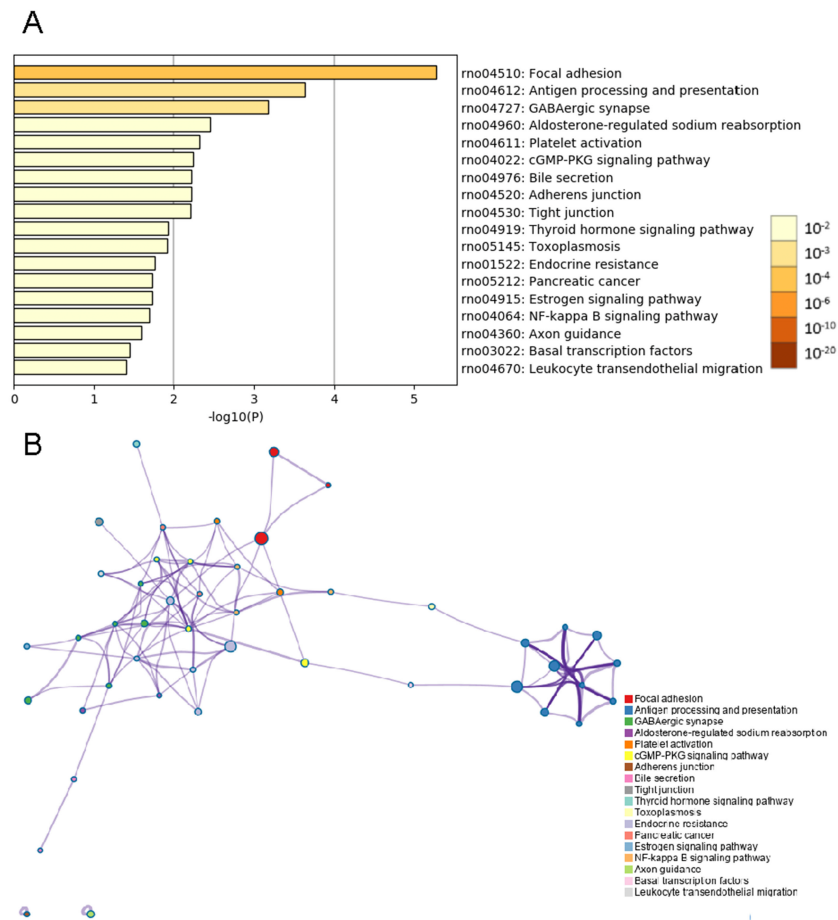 A
rno04510: Focal adhesion
rno04612: Antigen processing and presentation
rno04727: GABAergic synapse
rno04960: Aldosterone-regulated sodium reabsorption
rno04611: Platelet activation
rno04022: cGMP-PKG signaling pathway
rno04976: Bile secretion
rno04520: Adherens junction
rno04530: Tight junction
rno04919: Thyroid hormone signaling pathway
rno05145: Toxoplasmosis
rno01522: Endocrine resistance
rno05212: Pancreatic cancer
rno04915: Estrogen signaling pathway
rno04064: NF-kappa B signaling pathway
rno04360: Axon guidance
rno03022: Basal transcription factors
rno04670: Leukocyte transendothelial migration
10-2
10-3
10-4
10-6
10-10
10-20
0 1 2 3 4 5
-log10(P)
B
Focal adhesion
Antigen processing and presentation
GABAergic synapse
Aldosterone-regulated sodium reabsorption
Platelet activation
cGMP-PKG signaling pathway
Adherens junction
Bile secretion
Tight junction
Thyroid hormone signaling pathway
Toxoplasmosis
Endocrine resistance
Pancreatic cancer
Estrogen signaling pathway
NF-kappa B signaling pathway
Axon guidance
Basal transcription factors
Leukocyte transendothelial migration